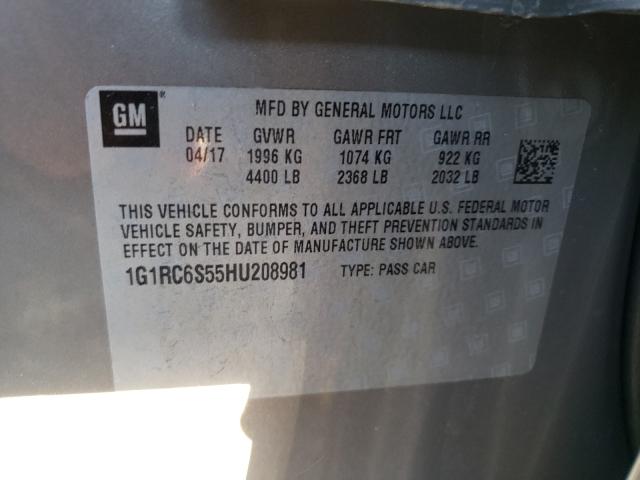 GM
®
MFD BY GENERAL MOTORS LLC
DATE GVWR GAWR FRT GAWR RR
04/17 1996 KG 1074 KG 922 KG
4400 LB 2368 LB 2032 LB
THIS VEHICLE CONFORMS TO ALL APPLICABLE U.S. FEDERAL MOTOR
VEHICLE SAFETY, BUMPER, AND THEFT PREVENTION STANDARDS IN
EFFECT ON THE DATE OF MANUFACTURE SHOWN ABOVE.
1G1RC6S55HU208981 TYPE: PASS CAR